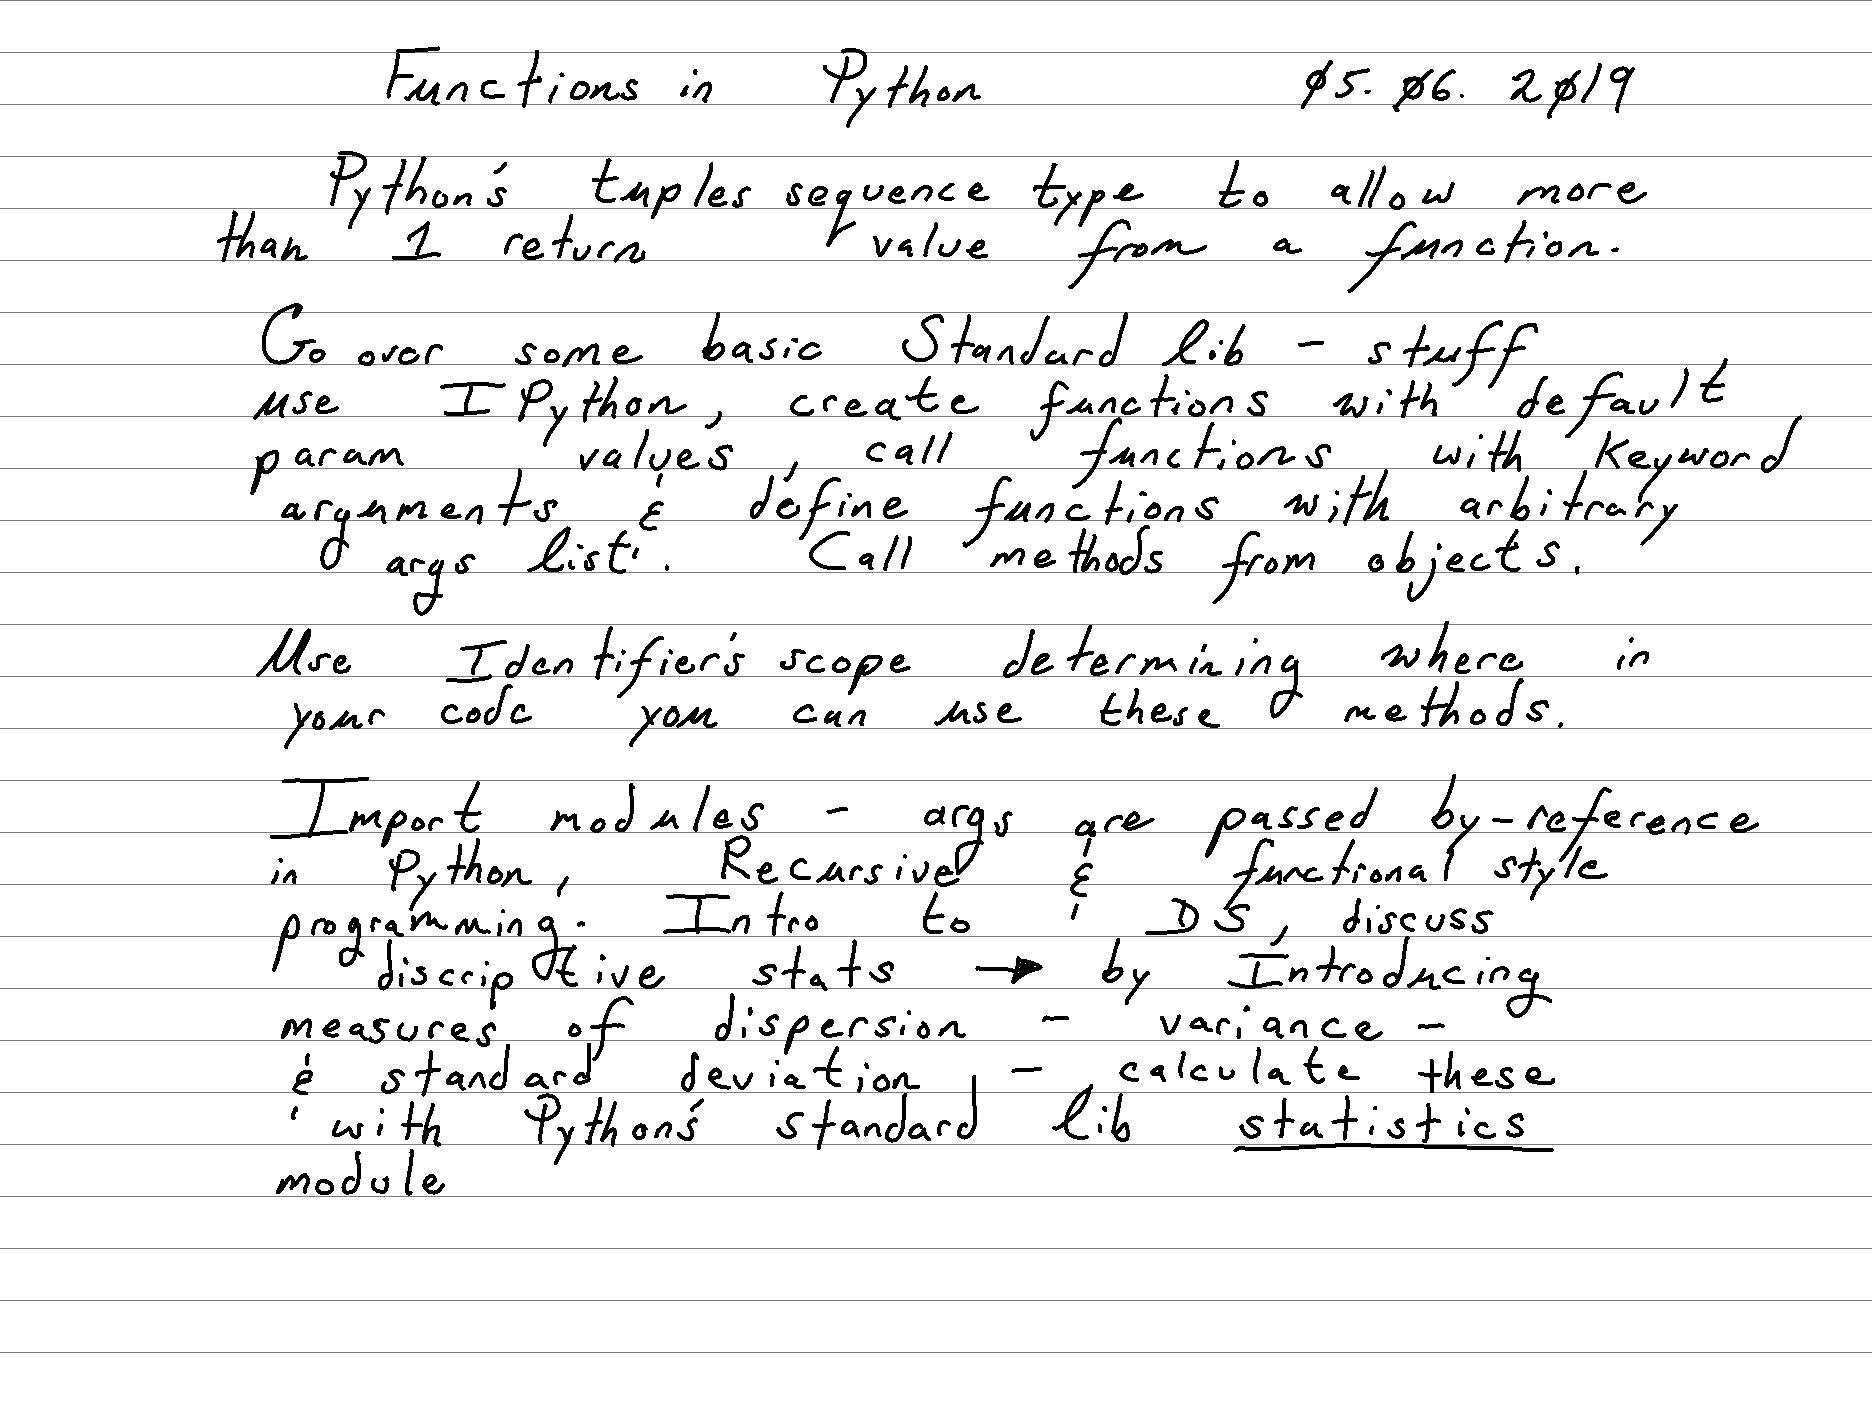 Functions in Python 05.06.2019
Python's tuples sequence type to allow more
than 1 return value from a function.
Go over some basic Standard lib - stuff
use IPython, create functions with default
param values, call functions with keyword
arguments & define functions with arbitrary
args list. Call methods from objects.
Use Identifier's scope determining where in
your code you can use these methods.
Import modules - args are passed by-reference
in Python, Recursive & functional style
programming. Intro to DS, discuss
discriptive stats → by Introducing
measures of dispersion - variance -
& standard deviation - calculate these
with Python's standard lib statistics
module